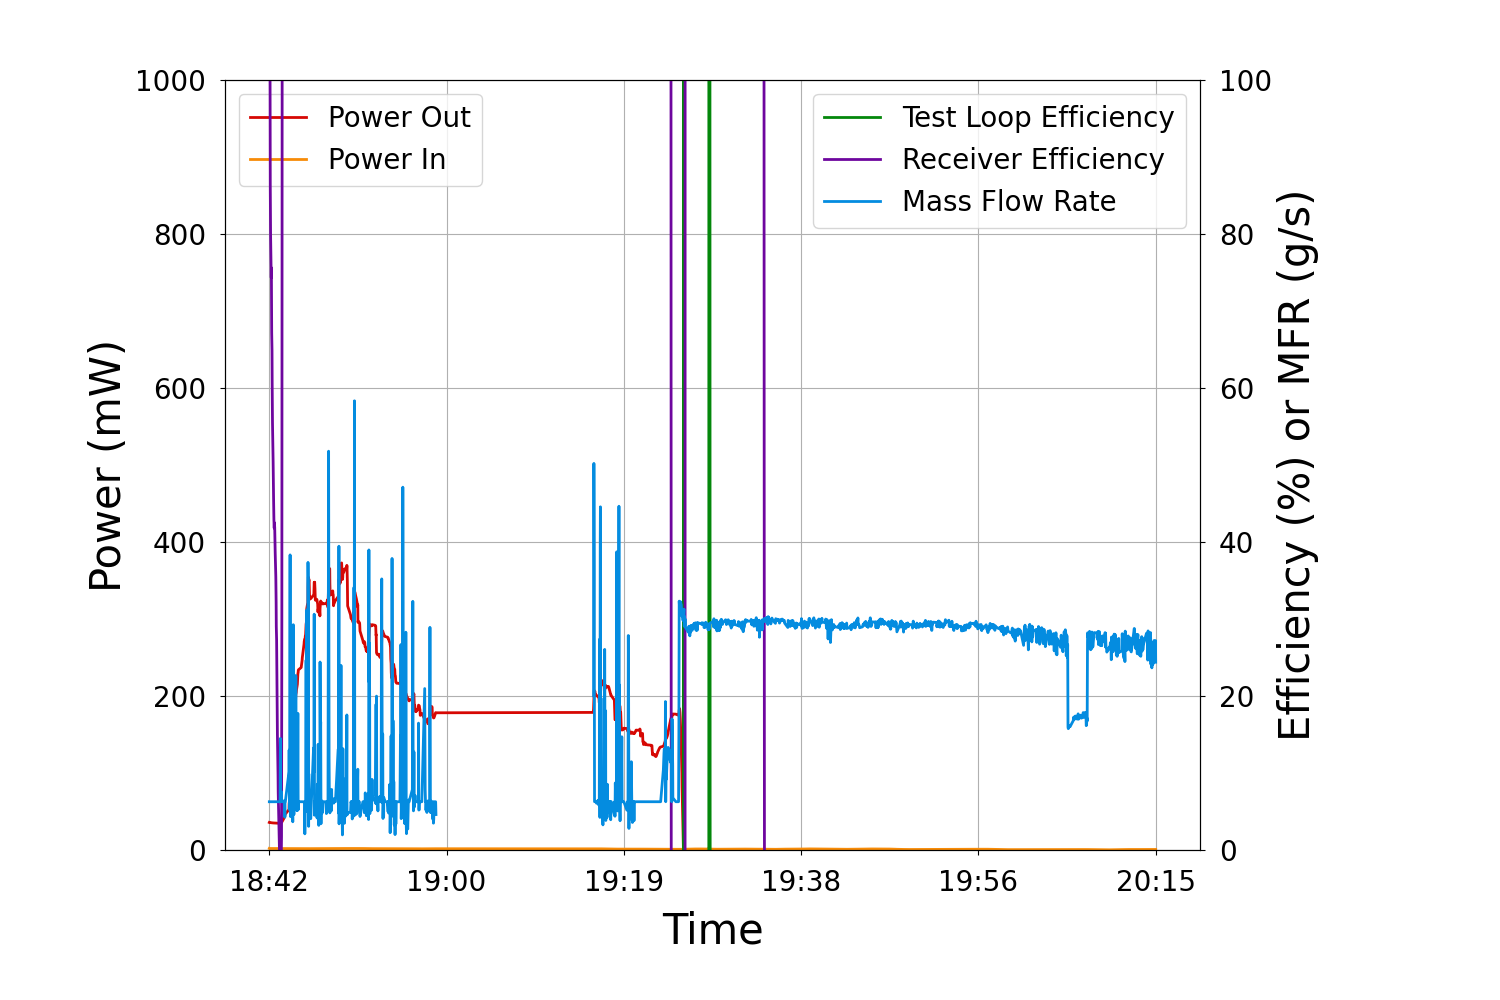 Power (mW)
1000
800
600
400
200
0
Power Out
Power In
Test Loop Efficiency
Receiver Efficiency
Mass Flow Rate
100
80
60
40
20
0
Efficiency (%) or MFR (g/s)
18:42 19:00 19:19 19:38 19:56 20:15
Time